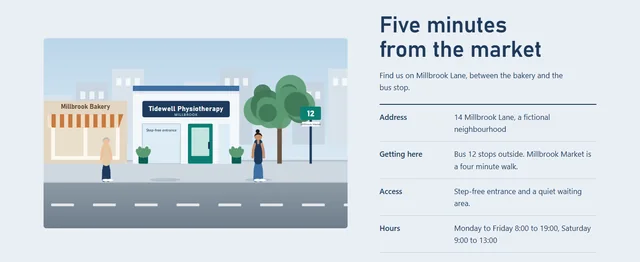 Millbrook Bakery
Tidewell Physiotherapy
Step-free entrance
12
Five minutes
from the market
Find us on Millbrook Lane, between the bakery and the
bus stop.
Address
14 Millbrook Lane, a fictional
neighbourhood
Getting here
Bus 12 stops outside. Millbrook Market is
a four minute walk.
Access
Step-free entrance and a quiet waiting
area.
Hours
Monday to Friday 8:00 to 19:00, Saturday
9:00 to 13:00